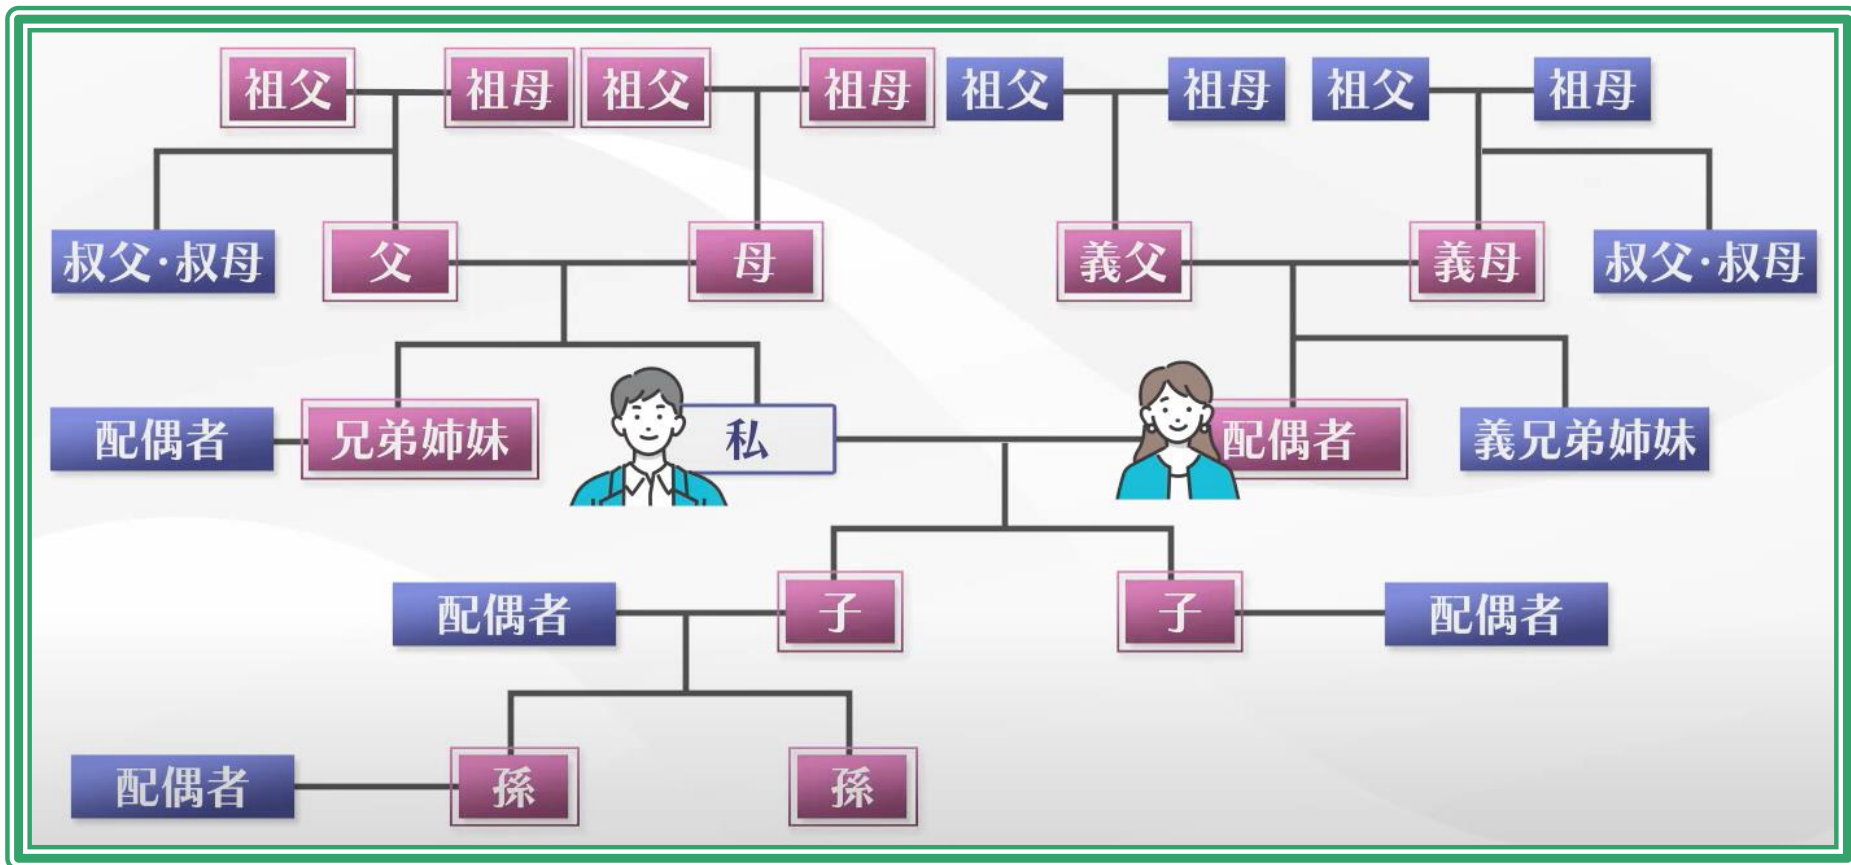 祖父
祖母
祖父
祖母
祖父
祖母
祖父
祖母
叔父・叔母
父
母
義父
義母
叔父・叔母
配偶者
兄弟姉妹
私
配偶者
義兄弟姉妹
配偶者
子
子
配偶者
配偶者
孫
孫